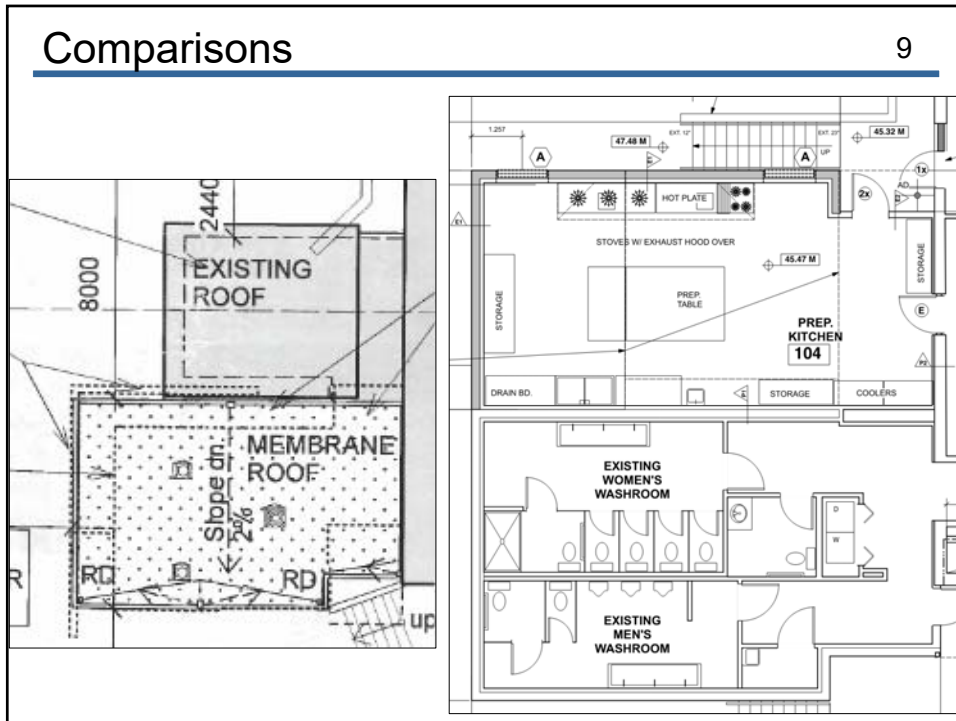 Comparisons
9
2440
8000
EXISTING
ROOF
MEMBRANE
ROOF
Slope dn.
2%
RD
RD
R
up
1.257
A
47.48 M
E1
EXT. 12"
UP
EXT. 23"
A
45.32 M
1x
AD
2x
HOT PLATE
STOVES W/ EXHAUST HOOD OVER
45.47 M
STORAGE
STORAGE
PREP.
TABLE
PREP.
KITCHEN
104
E
DRAIN BD.
STORAGE
COOLERS
EXISTING
WOMEN'S
WASHROOM
D
W
EXISTING
MEN'S
WASHROOM